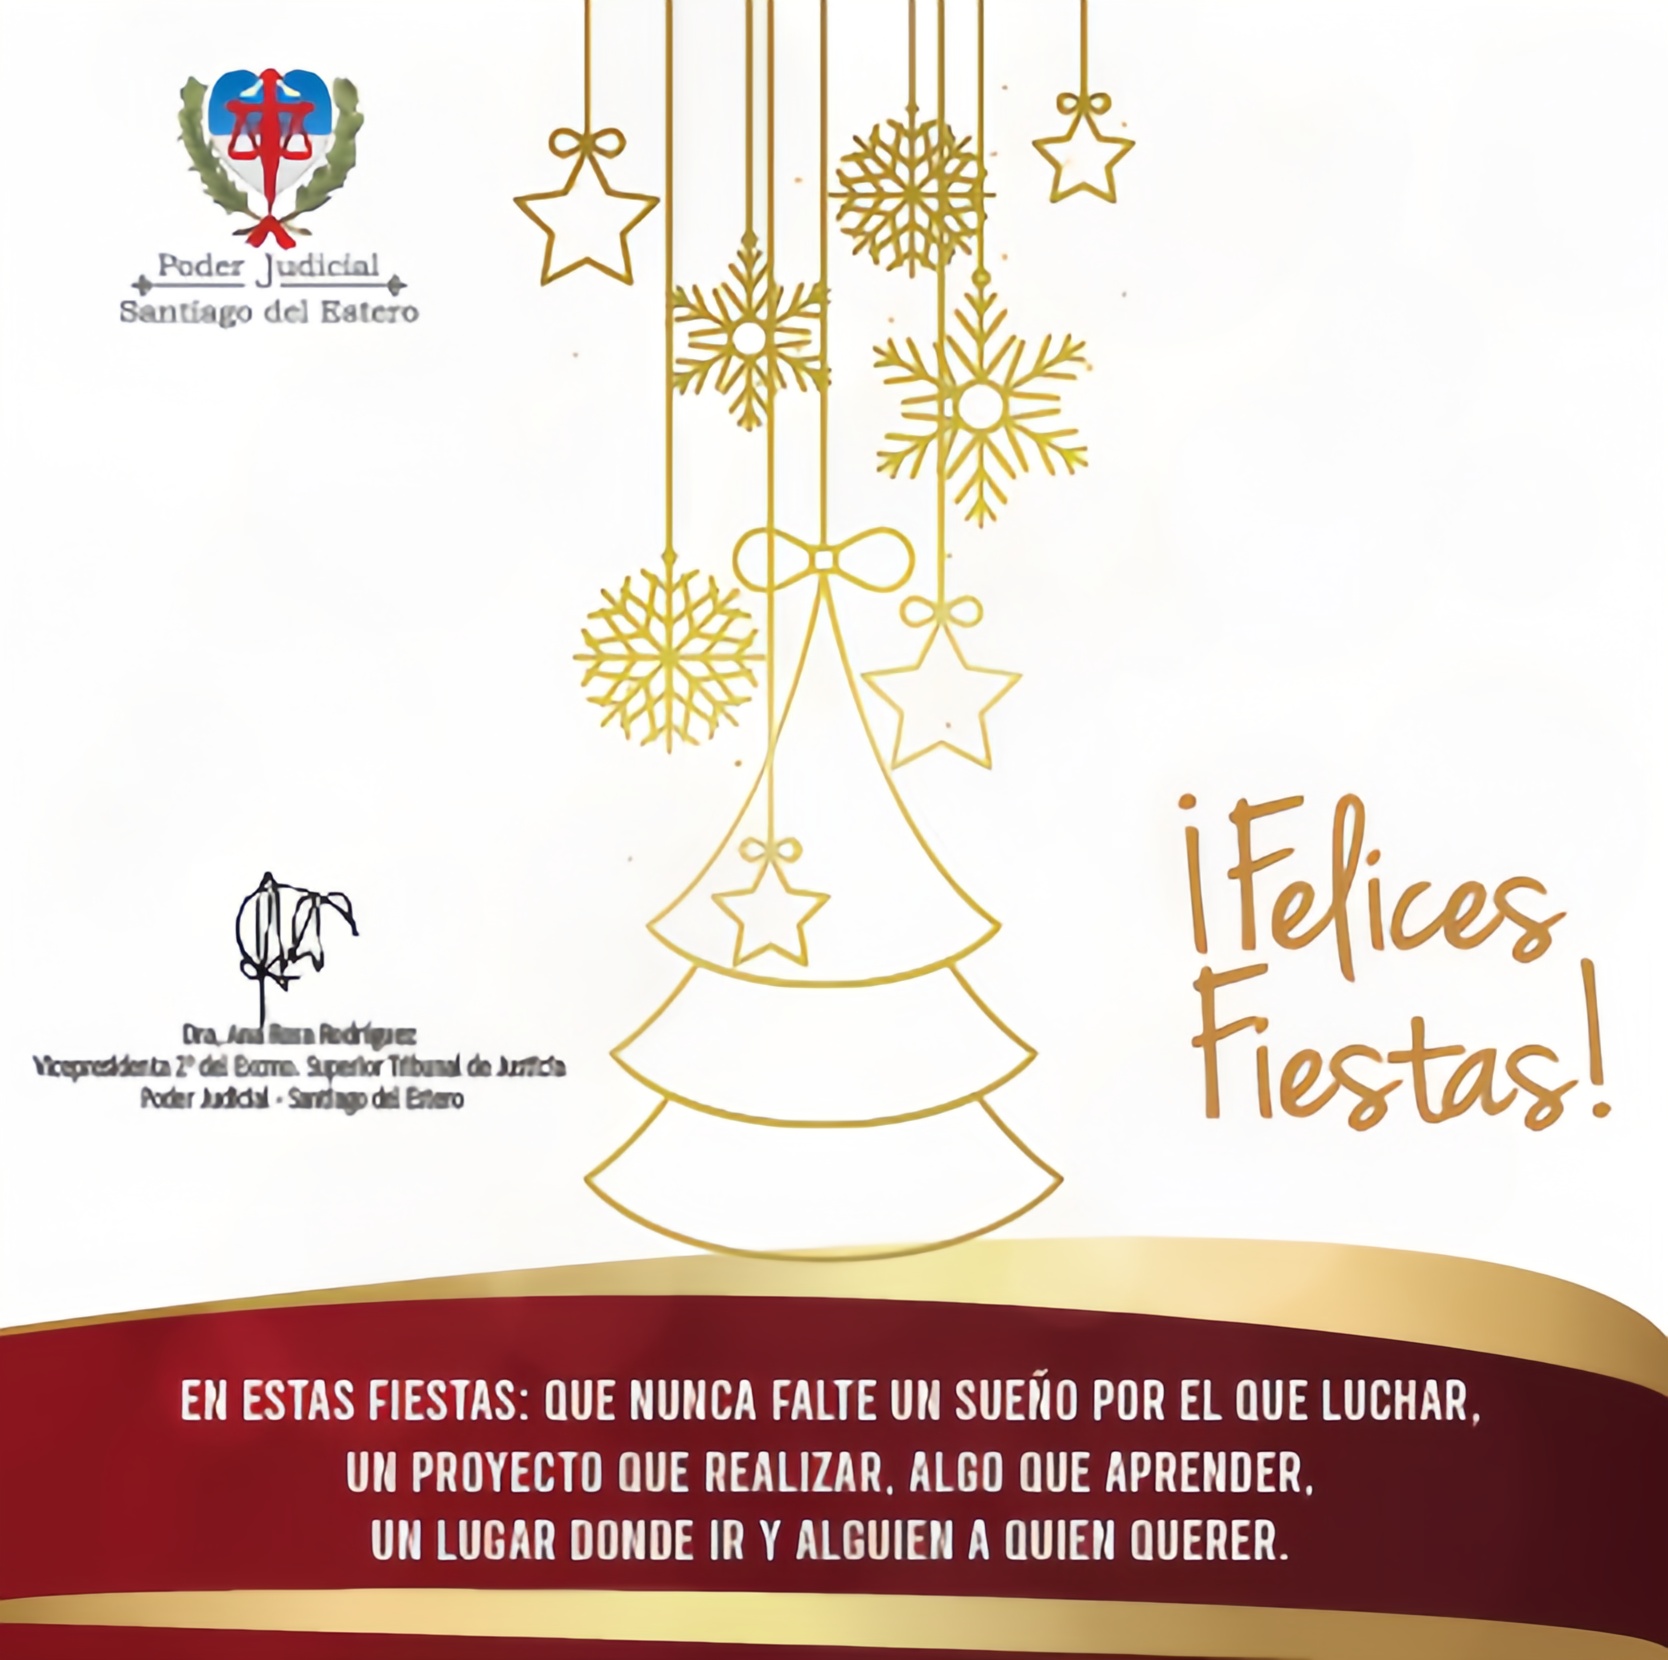 Poder Judicial
Santiago del Estero
¡Felices
Fiestas!
Dra. Ana Rosa Rodríguez
Vicepresidenta 2° del Excmo. Superior Tribunal de Justicia
Poder Judicial - Santiago del Estero
EN ESTAS FIESTAS: QUE NUNCA FALTE UN SUEÑO POR EL QUE LUCHAR,
UN PROYECTO QUE REALIZAR, ALGO QUE APRENDER,
UN LUGAR DONDE IR Y ALGUIEN A QUIEN QUERER.